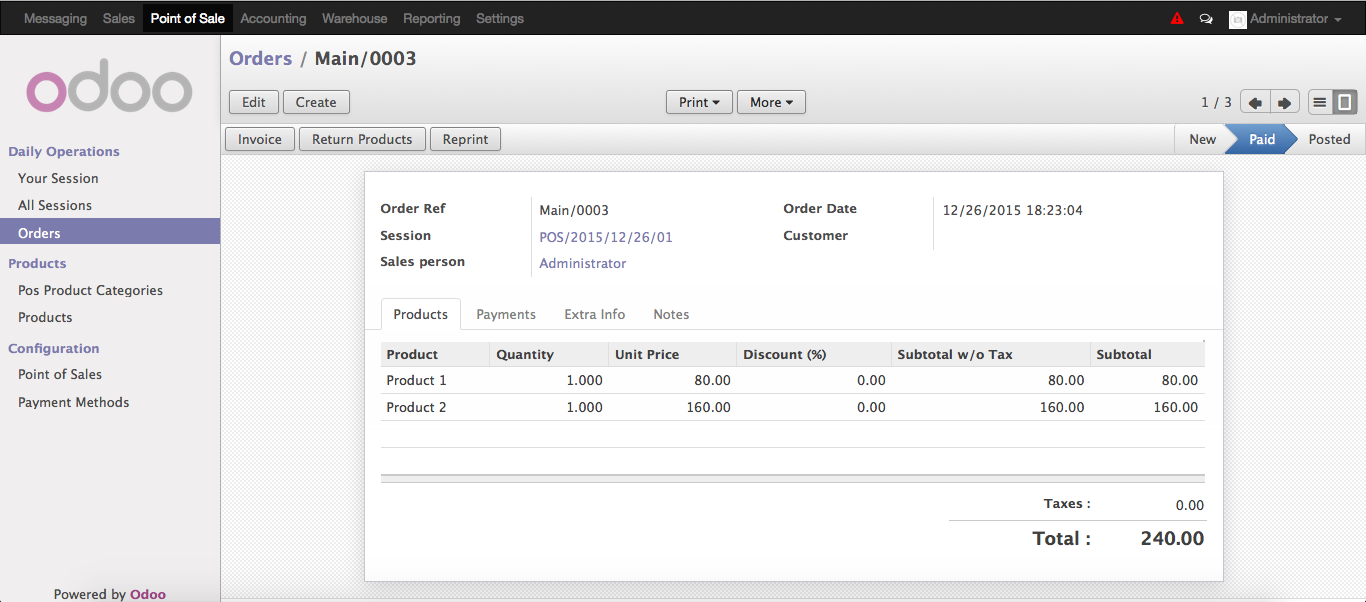 Messaging Sales Point of Sale Accounting Warehouse Reporting Settings Administrator
odoo
Daily Operations
Your Session
All Sessions
Orders
Products
Pos Product Categories
Products
Configuration
Point of Sales
Payment Methods
Powered by Odoo
Orders / Main/0003
Edit Create Print More 1 / 3
Invoice Return Products Reprint New Paid Posted
Order Ref Main/0003 Order Date 12/26/2015 18:23:04
Session POS/2015/12/26/01 Customer
Sales person Administrator
Products Payments Extra Info Notes
Product Quantity Unit Price Discount (%) Subtotal w/o Tax Subtotal
Product 1 1.000 80.00 0.00 80.00 80.00
Product 2 1.000 160.00 0.00 160.00 160.00
Taxes : 0.00
Total : 240.00